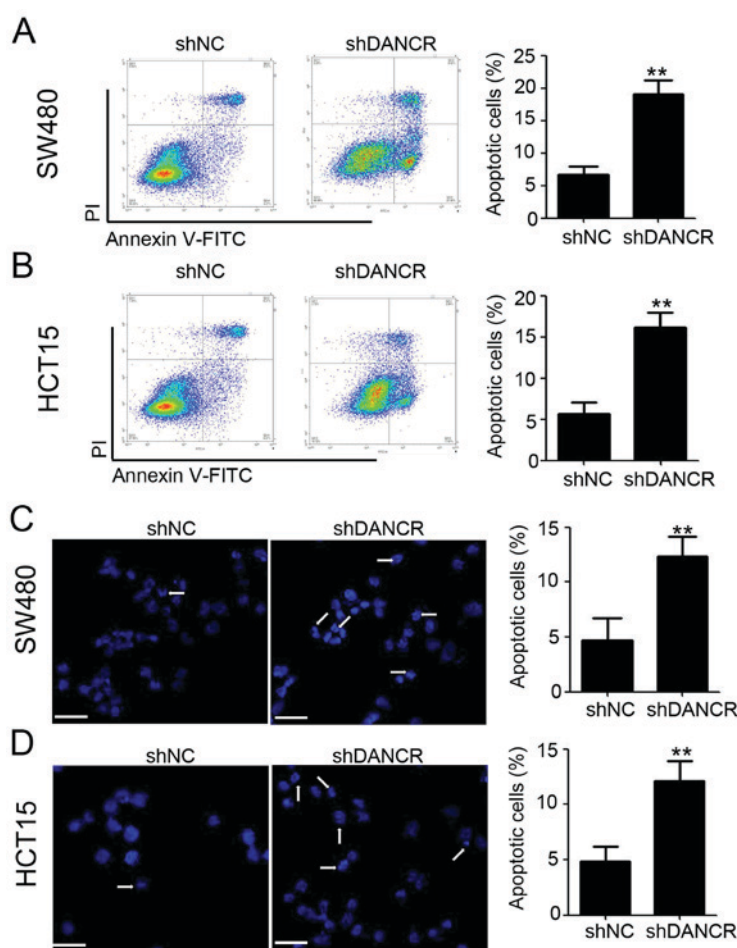 A
shNC
shDANCR
SW480
PI
Annexin V-FITC
Apoptotic cells (%)
25
20
15
10
5
0
**
shNC
shDANCR
B
shNC
shDANCR
HCT15
PI
Annexin V-FITC
Apoptotic cells (%)
20
15
10
5
0
**
shNC
shDANCR
C
shNC
shDANCR
SW480
Apoptotic cells (%)
15
10
5
0
**
shNC
shDANCR
D
shNC
shDANCR
HCT15
Apoptotic cells (%)
15
10
5
0
**
shNC
shDANCR